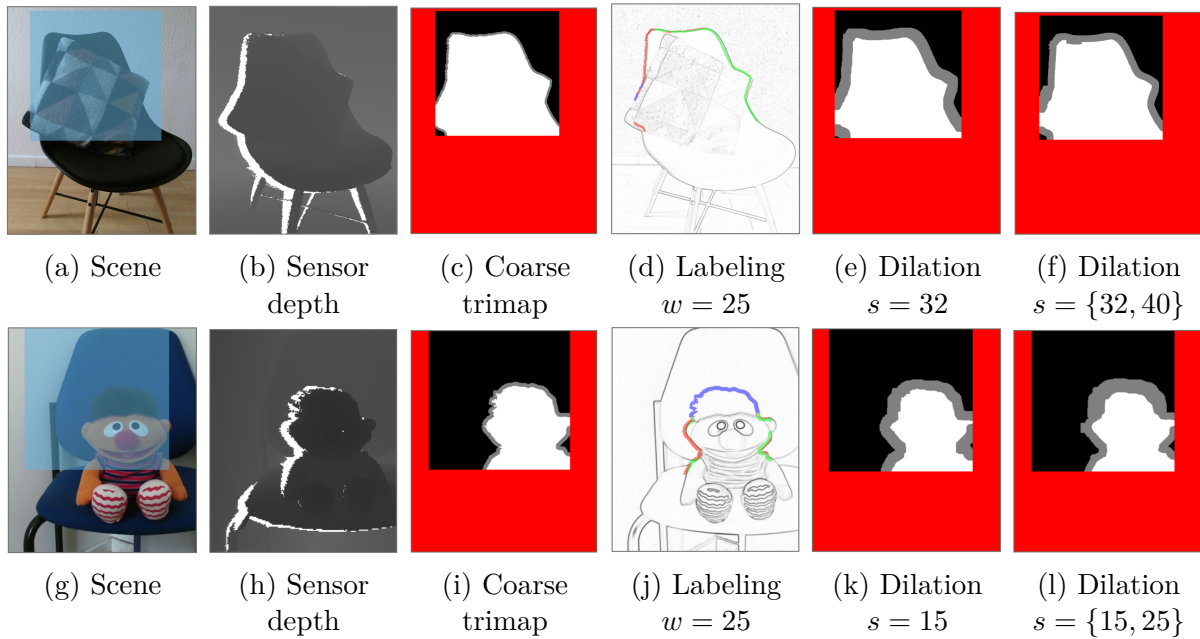 (a) Scene
(b) Sensor
depth
(c) Coarse
trimap
(d) Labeling
w = 25
(e) Dilation
s = 32
(f) Dilation
s = {32, 40}
(g) Scene
(h) Sensor
depth
(i) Coarse
trimap
(j) Labeling
w = 25
(k) Dilation
s = 15
(l) Dilation
s = {15, 25}